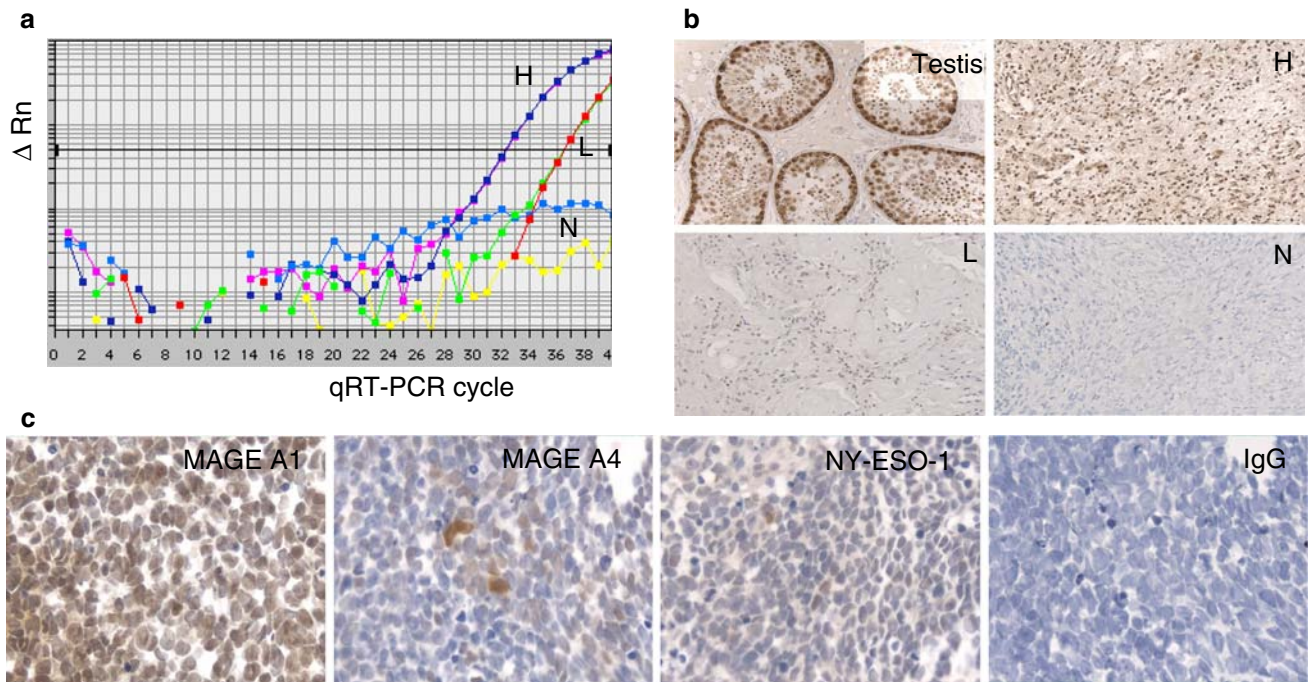 a
Δ Rn
H
L
N
0 2 4 6 8 10 12 14 16 18 20 22 24 26 28 30 32 34 36 38 4
qRT-PCR cycle
b
Testis
H
L
N
c
MAGE A1
MAGE A4
NY-ESO-1
IgG